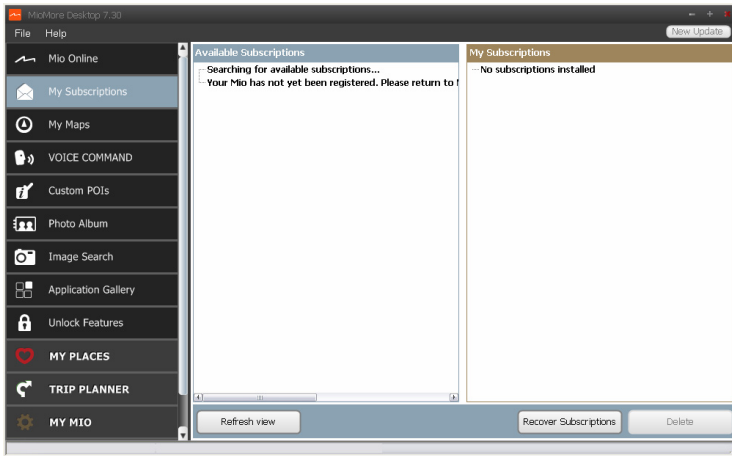 MioMore Desktop 7.30
File Help
New Update
Mio Online
My Subscriptions
My Maps
VOICE COMMAND
Custom POIs
Photo Album
Image Search
Application Gallery
Unlock Features
MY PLACES
TRIP PLANNER
MY MIO
Available Subscriptions
Searching for available subscriptions...
Your Mio has not yet been registered. Please return to
My Subscriptions
No subscriptions installed
Refresh view
Recover Subscriptions
Delete